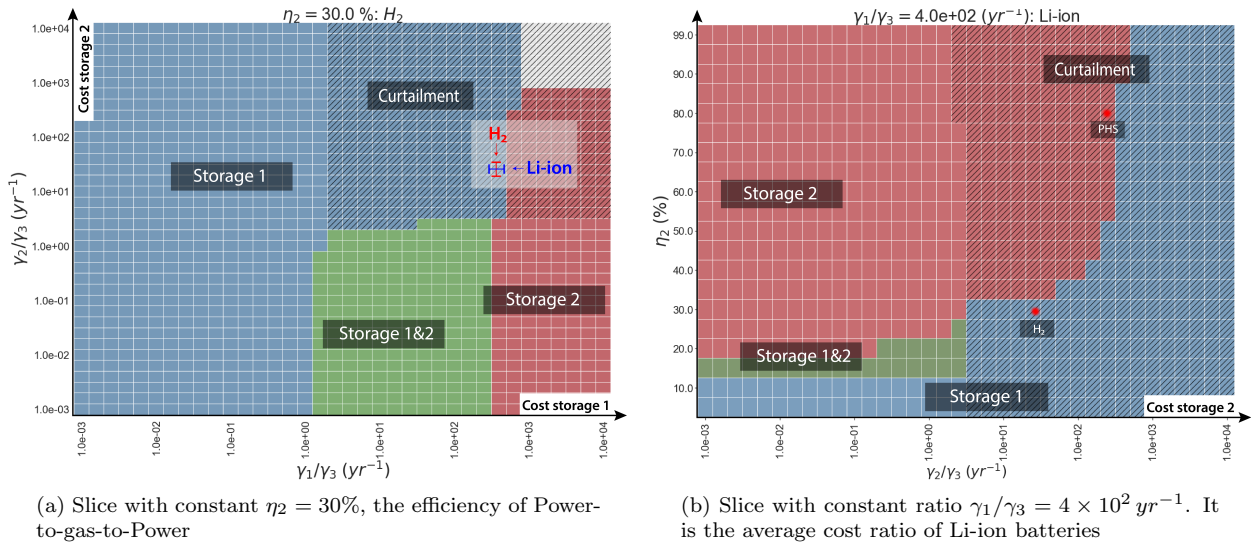 η₂ = 30.0 %: H₂
Cost storage 2
1.0e+04
1.0e+03
1.0e+02
1.0e+01
1.0e+00
1.0e-01
1.0e-02
1.0e-03
γ₂/γ₃ (yr⁻¹)
Curtailment
H₂
Li-ion
Storage 1
Storage 2
Storage 1&2
Cost storage 1
1.0e-03
1.0e-02
1.0e-01
1.0e+00
1.0e+01
1.0e+02
1.0e+03
1.0e+04
γ₁/γ₃ (yr⁻¹)
(a) Slice with constant η₂ = 30%, the efficiency of Power-
to-gas-to-Power
γ₁/γ₃ = 4.0e+02 (yr⁻¹): Li-ion
99.0
90.0
80.0
70.0
60.0
50.0
40.0
30.0
20.0
10.0
η₂ (%)
Curtailment
PHS
Storage 2
H₂
Storage 1&2
Storage 1
Cost storage 2
1.0e-03
1.0e-02
1.0e-01
1.0e+00
1.0e+01
1.0e+02
1.0e+03
1.0e+04
γ₂/γ₃ (yr⁻¹)
(b) Slice with constant ratio γ₁/γ₃ = 4 × 10² yr⁻¹. It
is the average cost ratio of Li-ion batteries